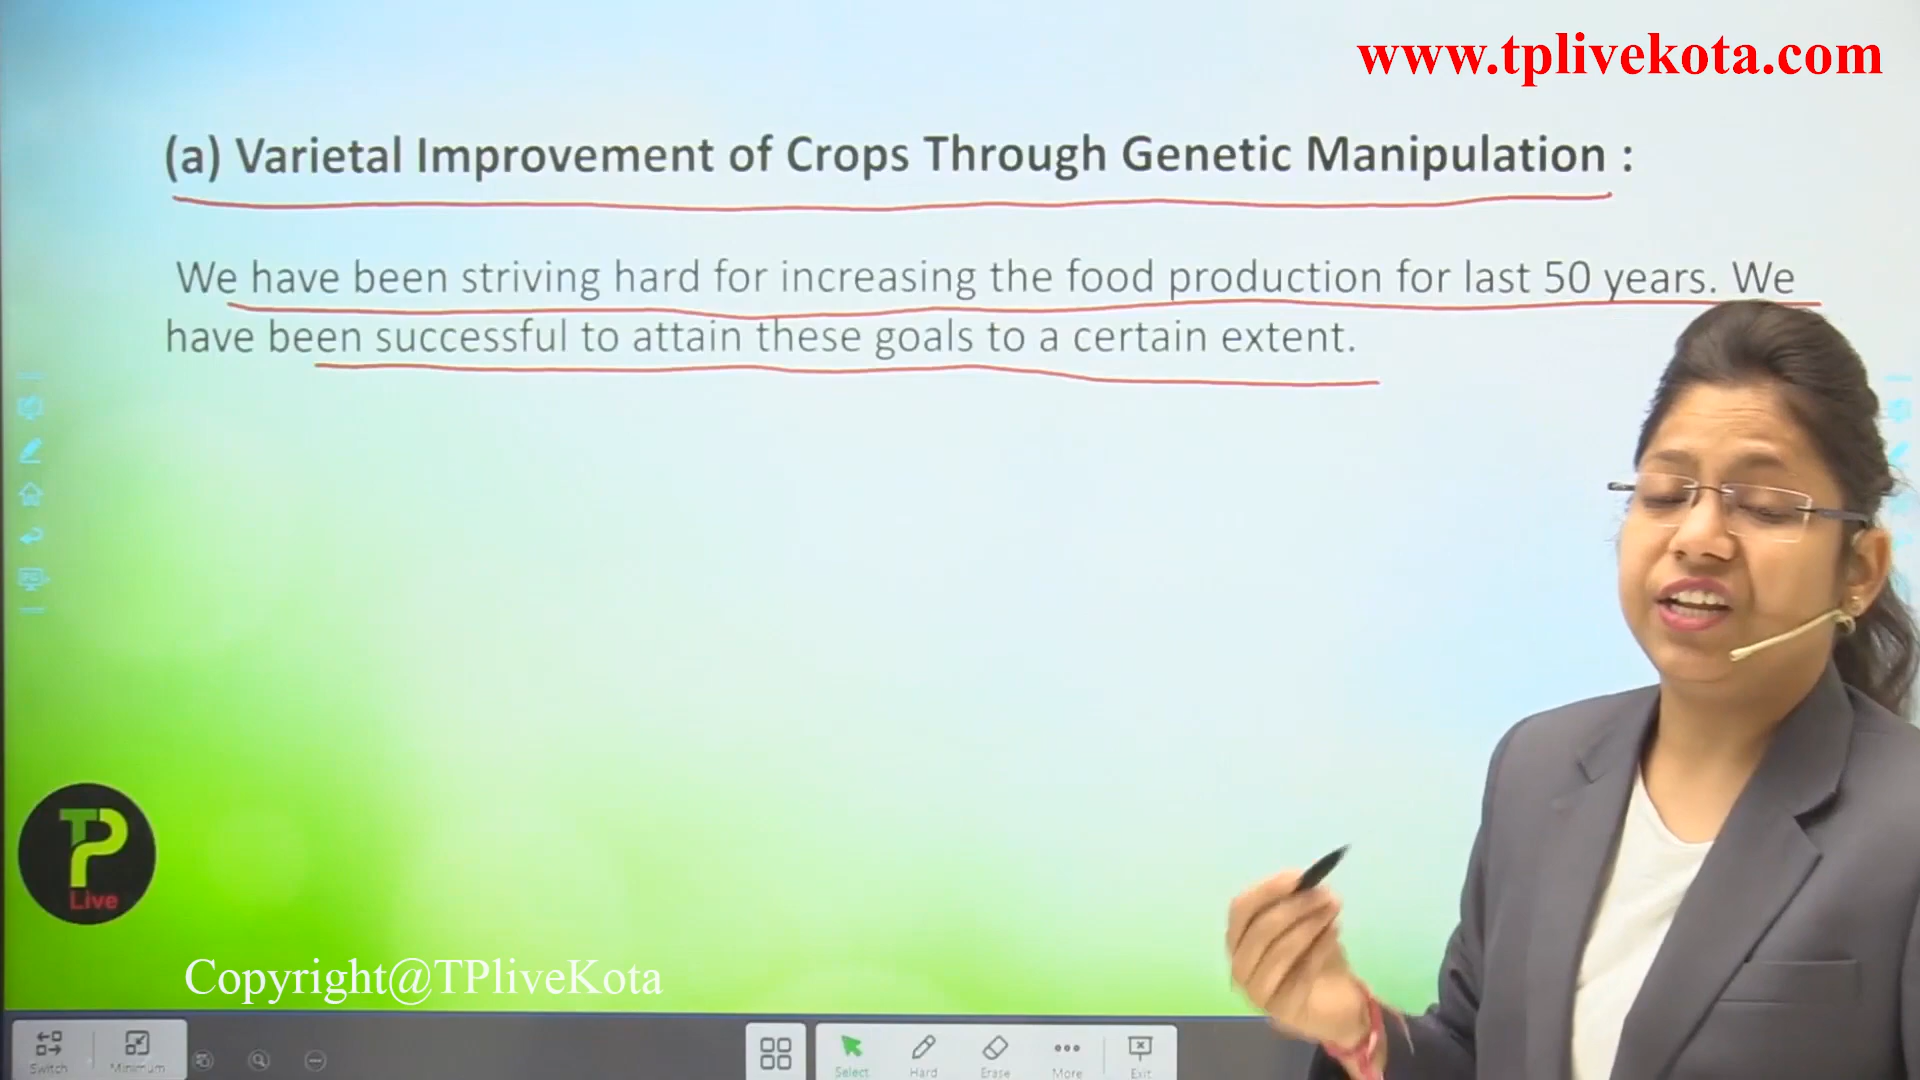 www.tplivekota.com
(a) Varietal Improvement of Crops Through Genetic Manipulation :
We have been striving hard for increasing the food production for last 50 years. We
have been successful to attain these goals to a certain extent.
TP
Live
Copyright@TPliveKota
Switch Minimum Select Hard Erase More Exit